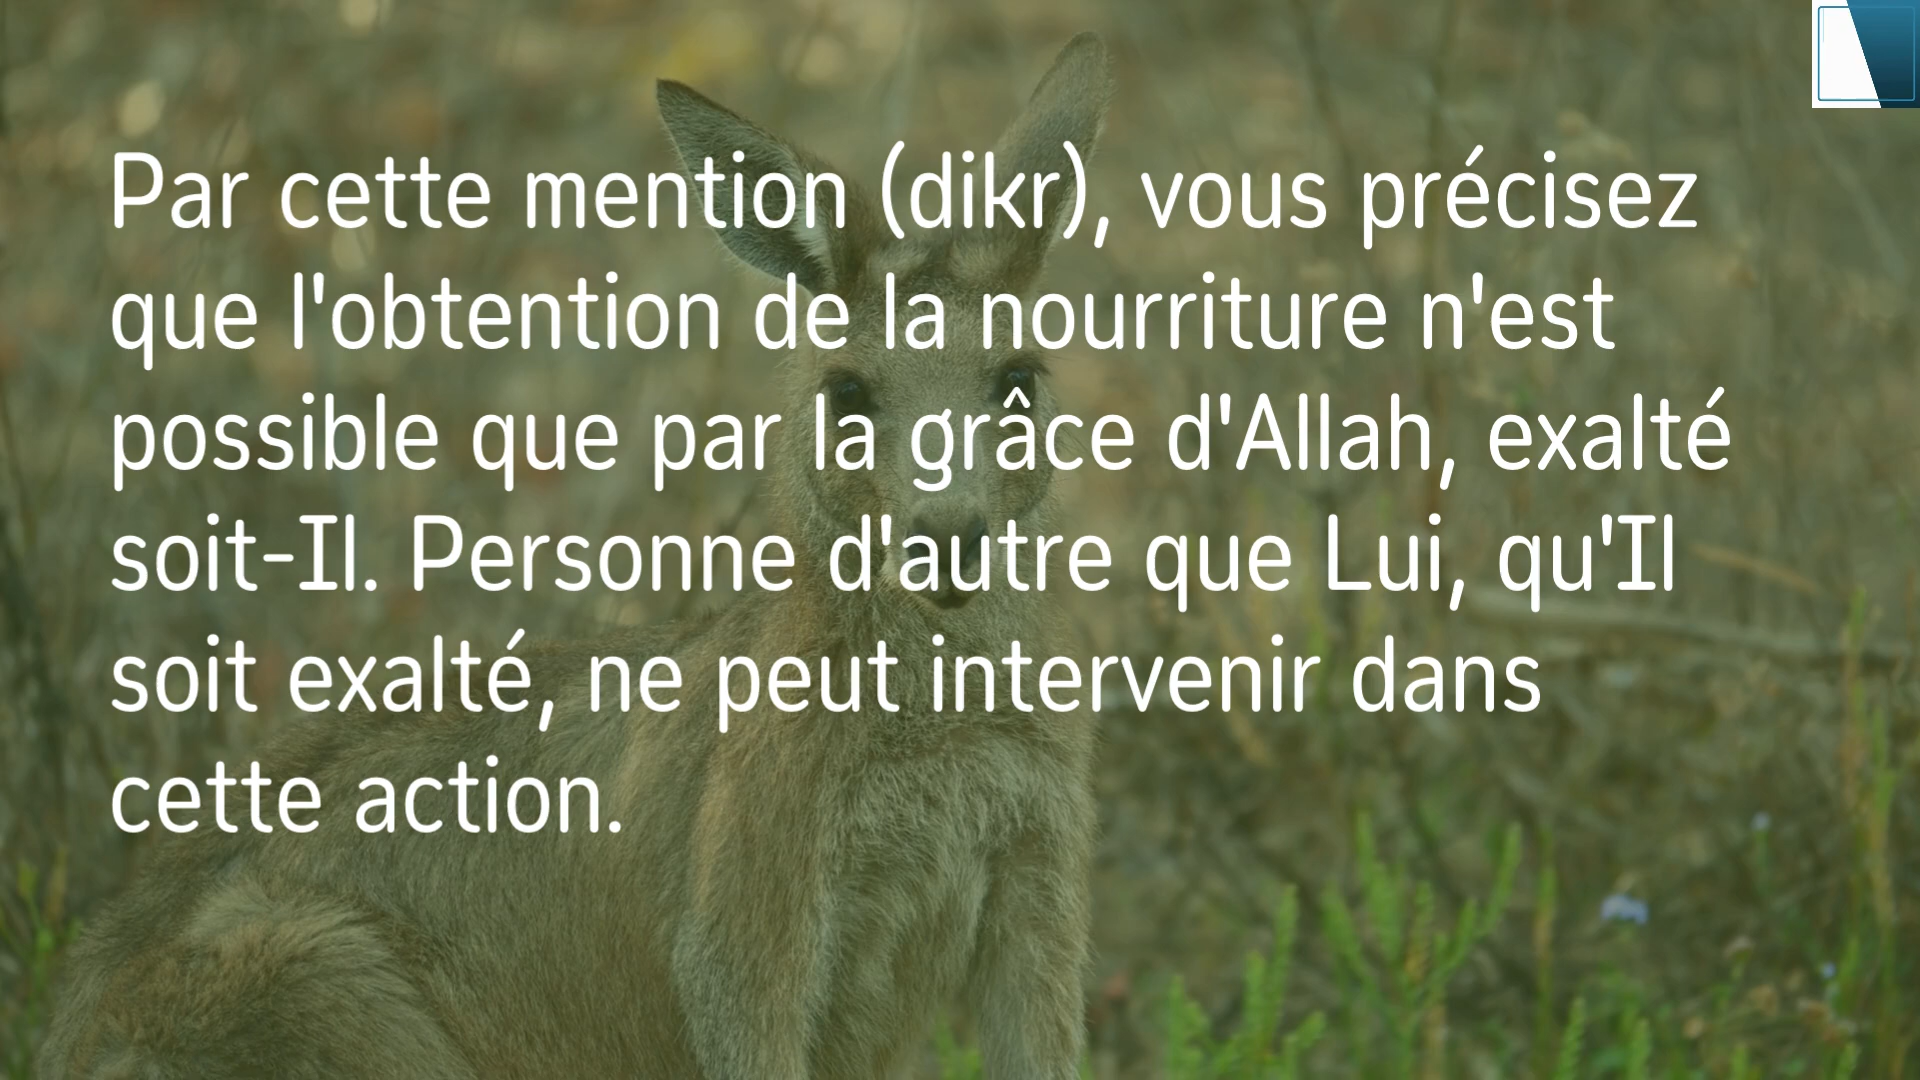 Par cette mention (dikr), vous précisez
que l'obtention de la nourriture n'est
possible que par la grâce d'Allah, exalté
soit-Il. Personne d'autre que Lui, qu'Il
soit exalté, ne peut intervenir dans
cette action.